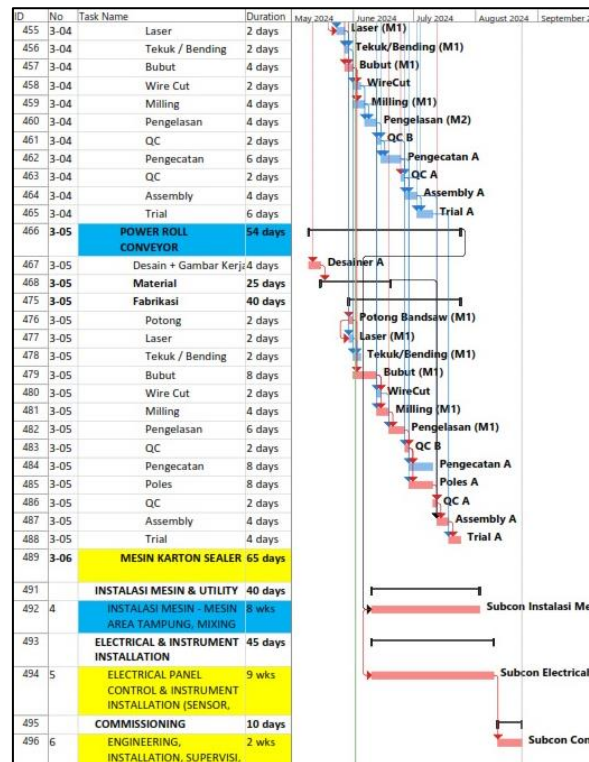 ID No Task Name Duration May 2024 June 2024 July 2024 August 2024 September 2
455 3-04 Laser 2 days Laser (M1)
456 3-04 Tekuk / Bending 2 days Tekuk/Bending (M1)
457 3-04 Bubut 4 days Bubut (M1)
458 3-04 Wire Cut 2 days WireCut
459 3-04 Milling 4 days Milling (M1)
460 3-04 Pengelasan 4 days Pengelasan (M2)
461 3-04 QC 2 days QC B
462 3-04 Pengecatan 6 days Pengecatan A
463 3-04 QC 2 days QC A
464 3-04 Assembly 4 days Assembly A
465 3-04 Trial 6 days Trial A
466 3-05 POWER ROLL 54 days
CONVEYOR
467 3-05 Desain + Gambar Kerja 4 days Desainer A
468 3-05 Material 25 days
475 3-05 Fabrikasi 40 days
476 3-05 Potong 2 days Potong Bandsaw (M1)
477 3-05 Laser 2 days Laser (M1)
478 3-05 Tekuk / Bending 2 days Tekuk/Bending (M1)
479 3-05 Bubut 8 days Bubut (M1)
480 3-05 Wire Cut 2 days WireCut
481 3-05 Milling 4 days Milling (M1)
482 3-05 Pengelasan 6 days Pengelasan (M1)
483 3-05 QC 2 days QC B
484 3-05 Pengecatan 8 days Pengecatan A
485 3-05 Poles 8 days Poles A
486 3-05 QC 2 days QC A
487 3-05 Assembly 4 days Assembly A
488 3-05 Trial 4 days Trial A
489 3-06 MESIN KARTON SEALER 65 days
491 INSTALASI MESIN & UTILITY 40 days
492 4 INSTALASI MESIN - MESIN 8 wks Subcon Instalasi Me
AREA TAMPUNG, MIXING
493 ELECTRICAL & INSTRUMENT 45 days
INSTALLATION
494 5 ELECTRICAL PANEL 9 wks Subcon Electrical
CONTROL & INSTRUMENT
INSTALLATION (SENSOR,
495 COMMISSIONING 10 days
496 6 ENGINEERING, 2 wks Subcon Con
INSTALLATION, SUPERVISI,